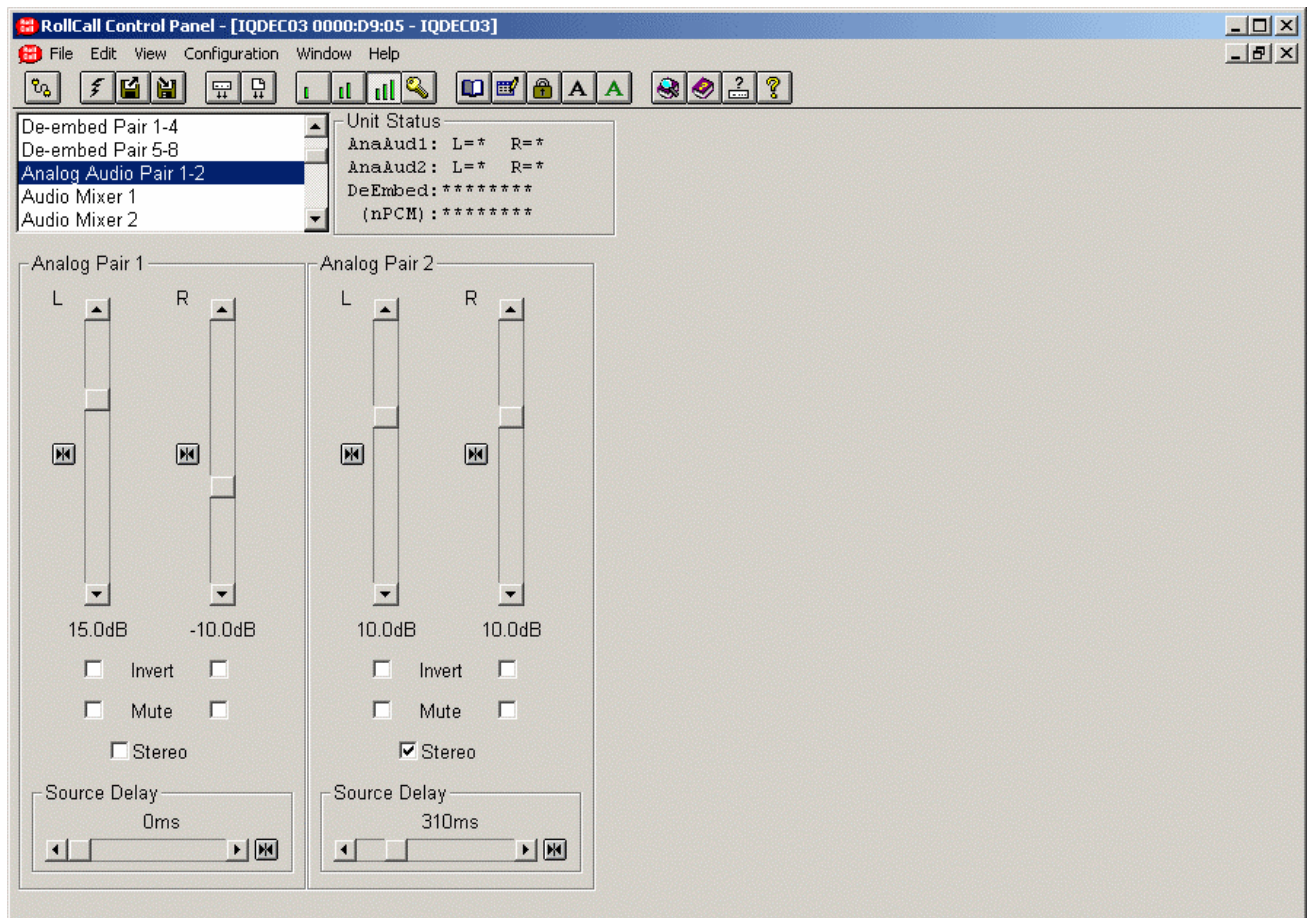 RollCall Control Panel - [IQDEC03 0000:D9:05 - IQDEC03]
File Edit View Configuration Window Help
A A
De-embed Pair 1-4
De-embed Pair 5-8
Analog Audio Pair 1-2
Audio Mixer 1
Audio Mixer 2
Unit Status
AnaAud1: L=* R=*
AnaAud2: L=* R=*
DeEmbed:********
(nPCM):********
Analog Pair 1
L R
15.0dB -10.0dB
Invert
Mute
Stereo
Source Delay
0ms
Analog Pair 2
L R
10.0dB 10.0dB
Invert
Mute
Stereo
Source Delay
310ms